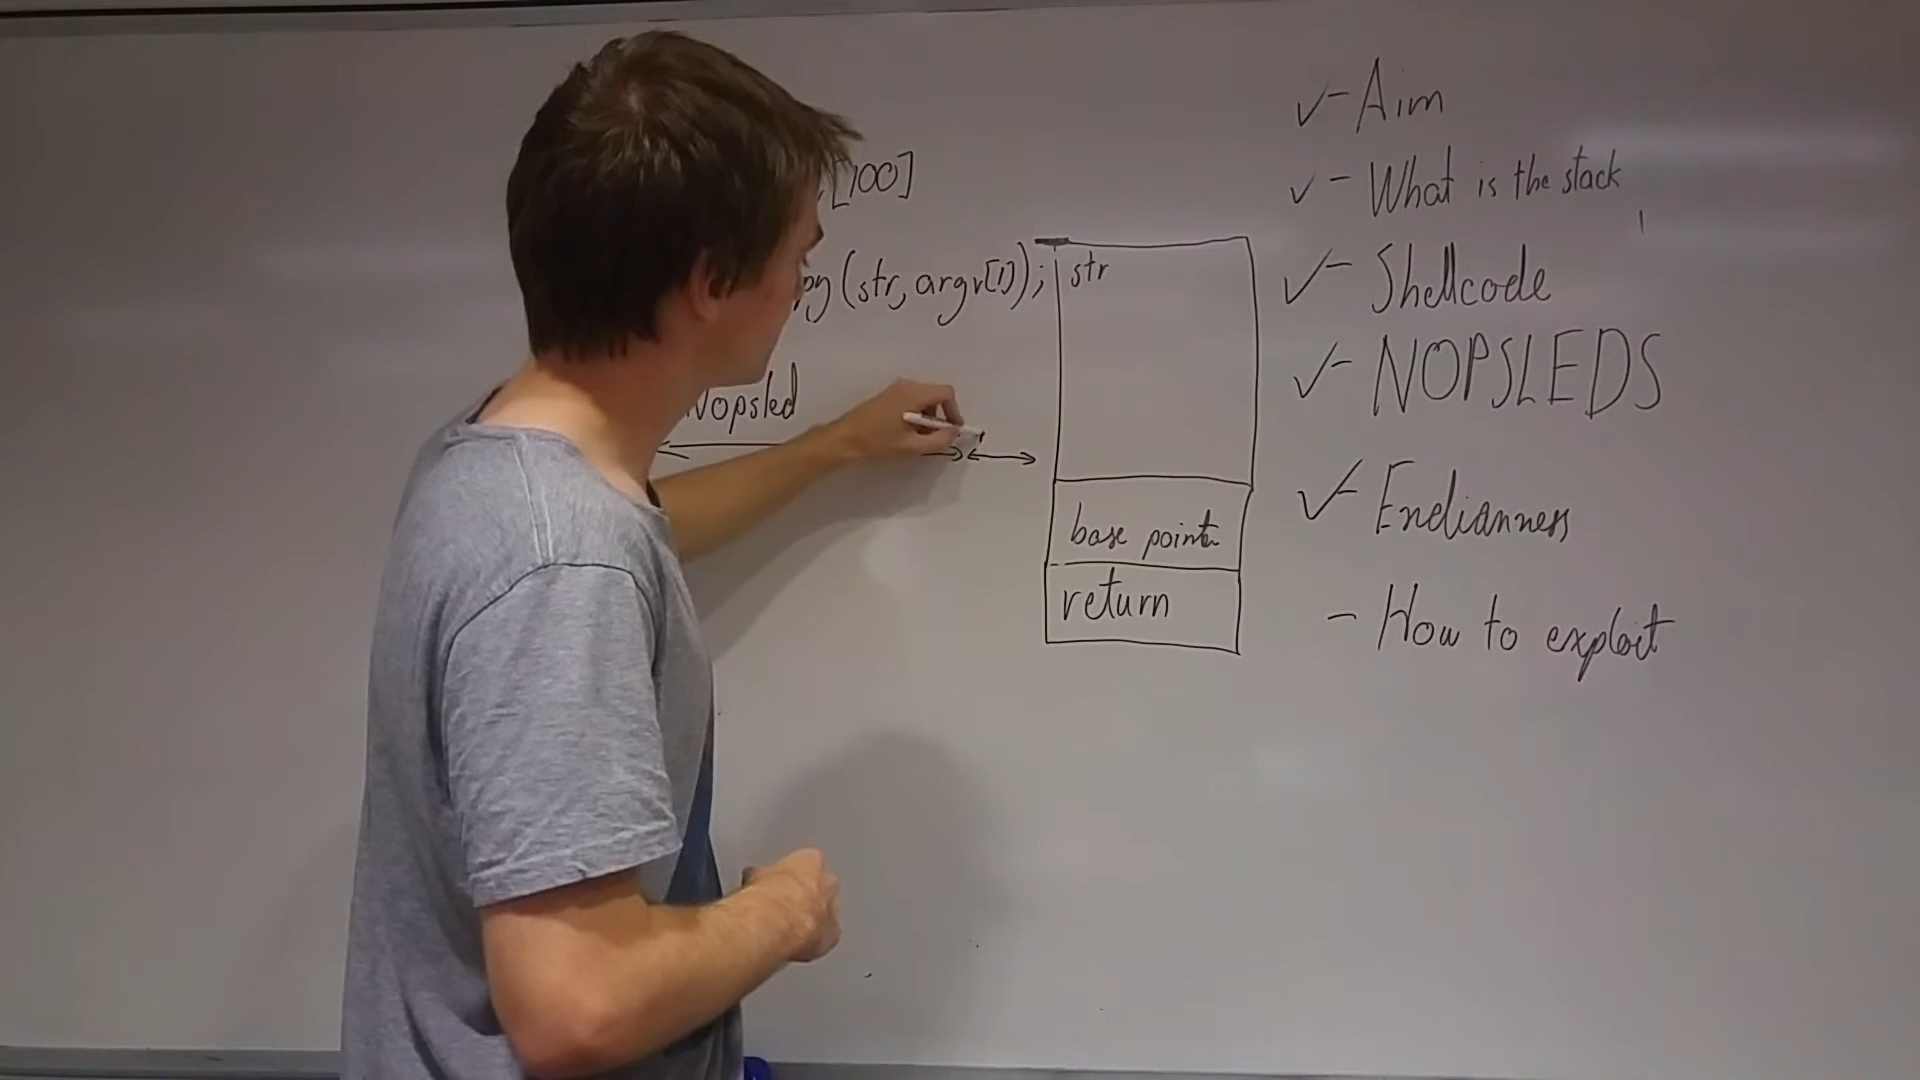 [100]
py(str, argv[1]);
Nopsled
str
base pointer
return
✓- Aim
✓- What is the stack
✓- Shellcode
✓- NOPSLEDS
✓- Endianness
- How to exploit